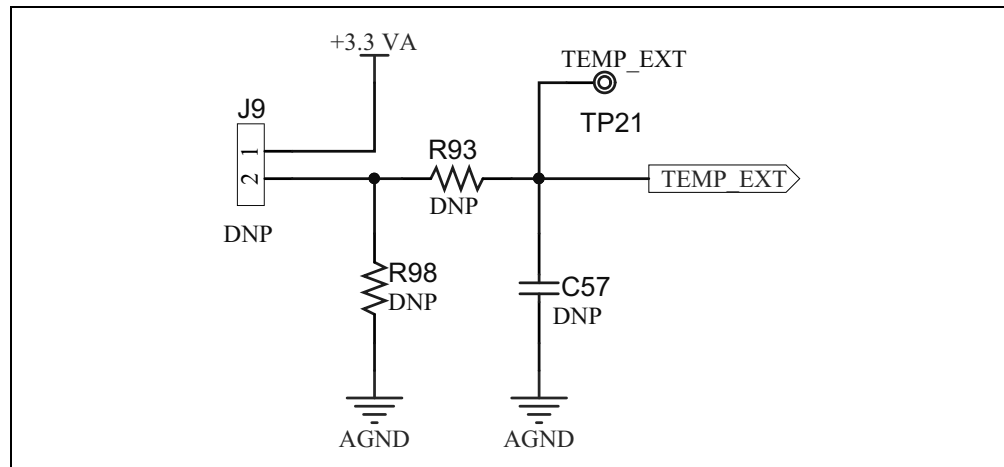 +3.3 VA
TEMP_EXT
J9
TP21
1
R93
2
TEMP_EXT
DNP
DNP
R98
DNP
C57
DNP
AGND
AGND